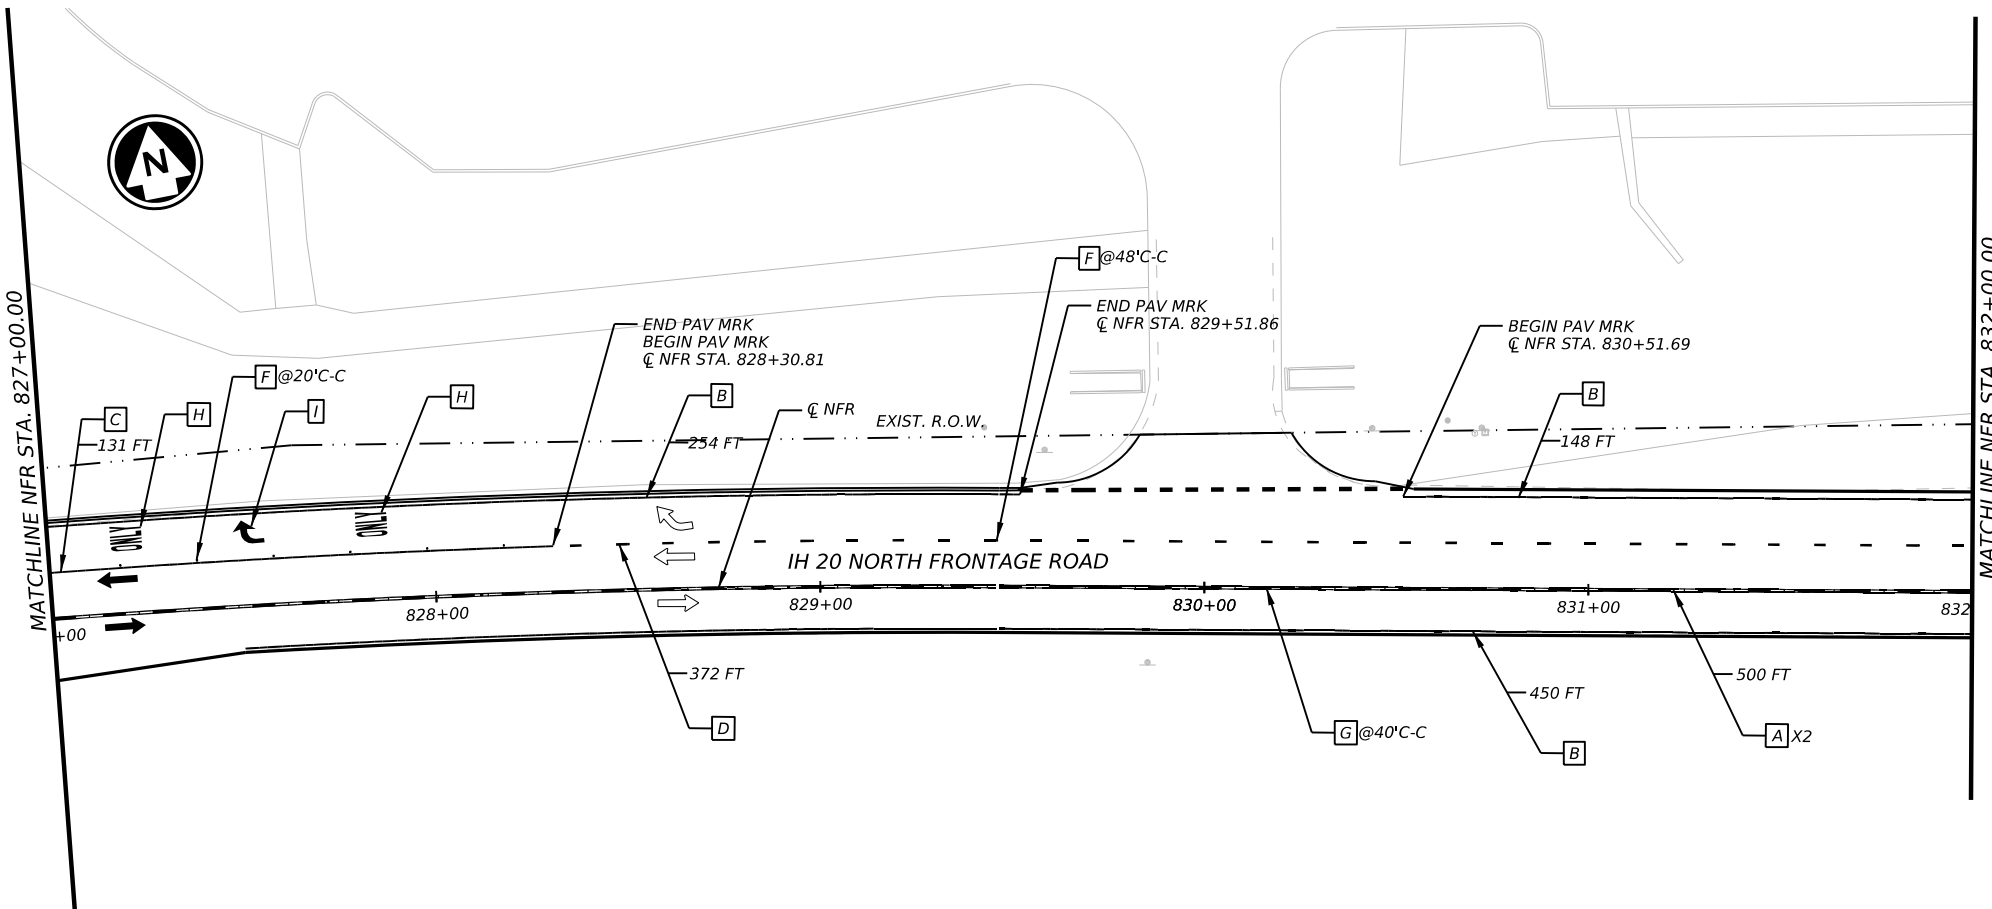 N
MATCHLINE NFR STA. 827+00.00
MATCHLINE NFR STA. 832+00.00
F @48'C-C
END PAV MRK
℄ NFR STA. 829+51.86
END PAV MRK
BEGIN PAV MRK
℄ NFR STA. 828+30.81
BEGIN PAV MRK
℄ NFR STA. 830+51.69
F @20'C-C
C
131 FT
H
I
H
B
254 FT
℄ NFR
EXIST. R.O.W.
B
148 FT
ONLY
ONLY
IH 20 NORTH FRONTAGE ROAD
+00
828+00
829+00
830+00
831+00
832
372 FT
D
G @40'C-C
450 FT
B
500 FT
A X2